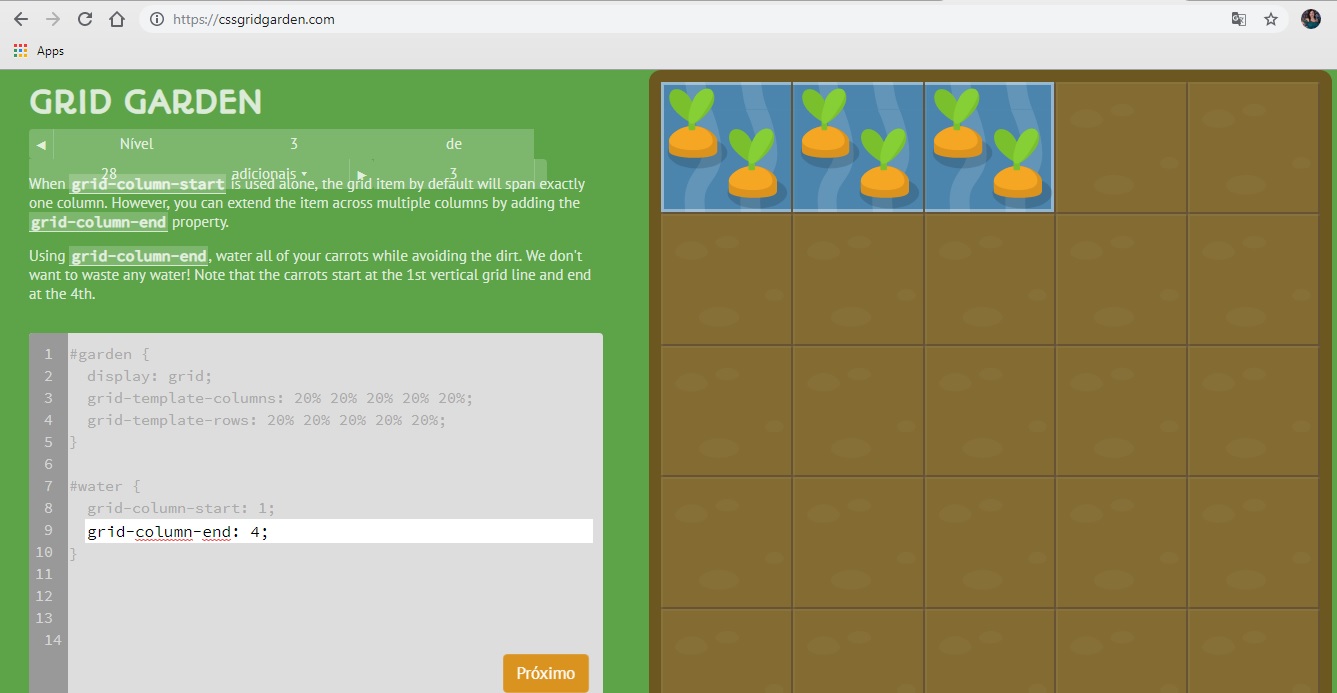 https://cssgridgarden.com
Apps
GRID GARDEN
◀ Nível 3 de
28 adicionais ▾ ▶ 3
When grid-column-start is used alone, the grid item by default will span exactly
one column. However, you can extend the item across multiple columns by adding the
grid-column-end property.
Using grid-column-end, water all of your carrots while avoiding the dirt. We don't
want to waste any water! Note that the carrots start at the 1st vertical grid line and end
at the 4th.
1 #garden {
2 display: grid;
3 grid-template-columns: 20% 20% 20% 20% 20%;
4 grid-template-rows: 20% 20% 20% 20% 20%;
5 }
6
7 #water {
8 grid-column-start: 1;
9 grid-column-end: 4;
10 }
11
12
13
14
Próximo